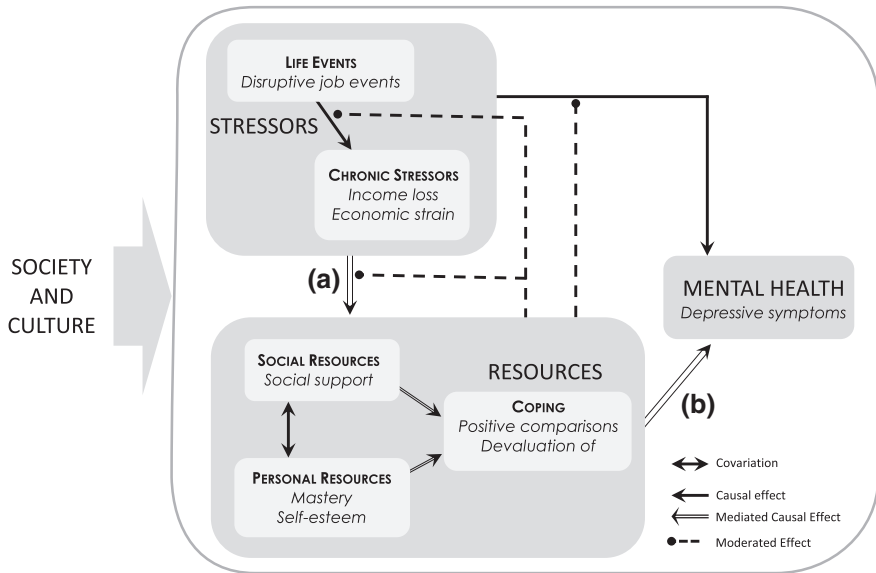 SOCIETY
AND
CULTURE
LIFE EVENTS
Disruptive job events
STRESSORS
CHRONIC STRESSORS
Income loss
Economic strain
(a)
MENTAL HEALTH
Depressive symptoms
SOCIAL RESOURCES
Social support
RESOURCES
COPING
Positive comparisons
Devaluation of
(b)
PERSONAL RESOURCES
Mastery
Self-esteem
Covariation
Causal effect
Mediated Causal Effect
Moderated Effect